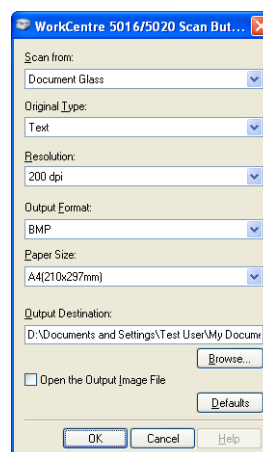 WorkCentre 5016/5020 Scan But...
Scan from:
Document Glass
Original Type:
Text
Resolution:
200 dpi
Output Format:
BMP
Paper Size:
A4(210x297mm)
Output Destination:
D:\Documents and Settings\Test User\My Docume
Browse...
Open the Output Image File
Defaults
OK Cancel Help